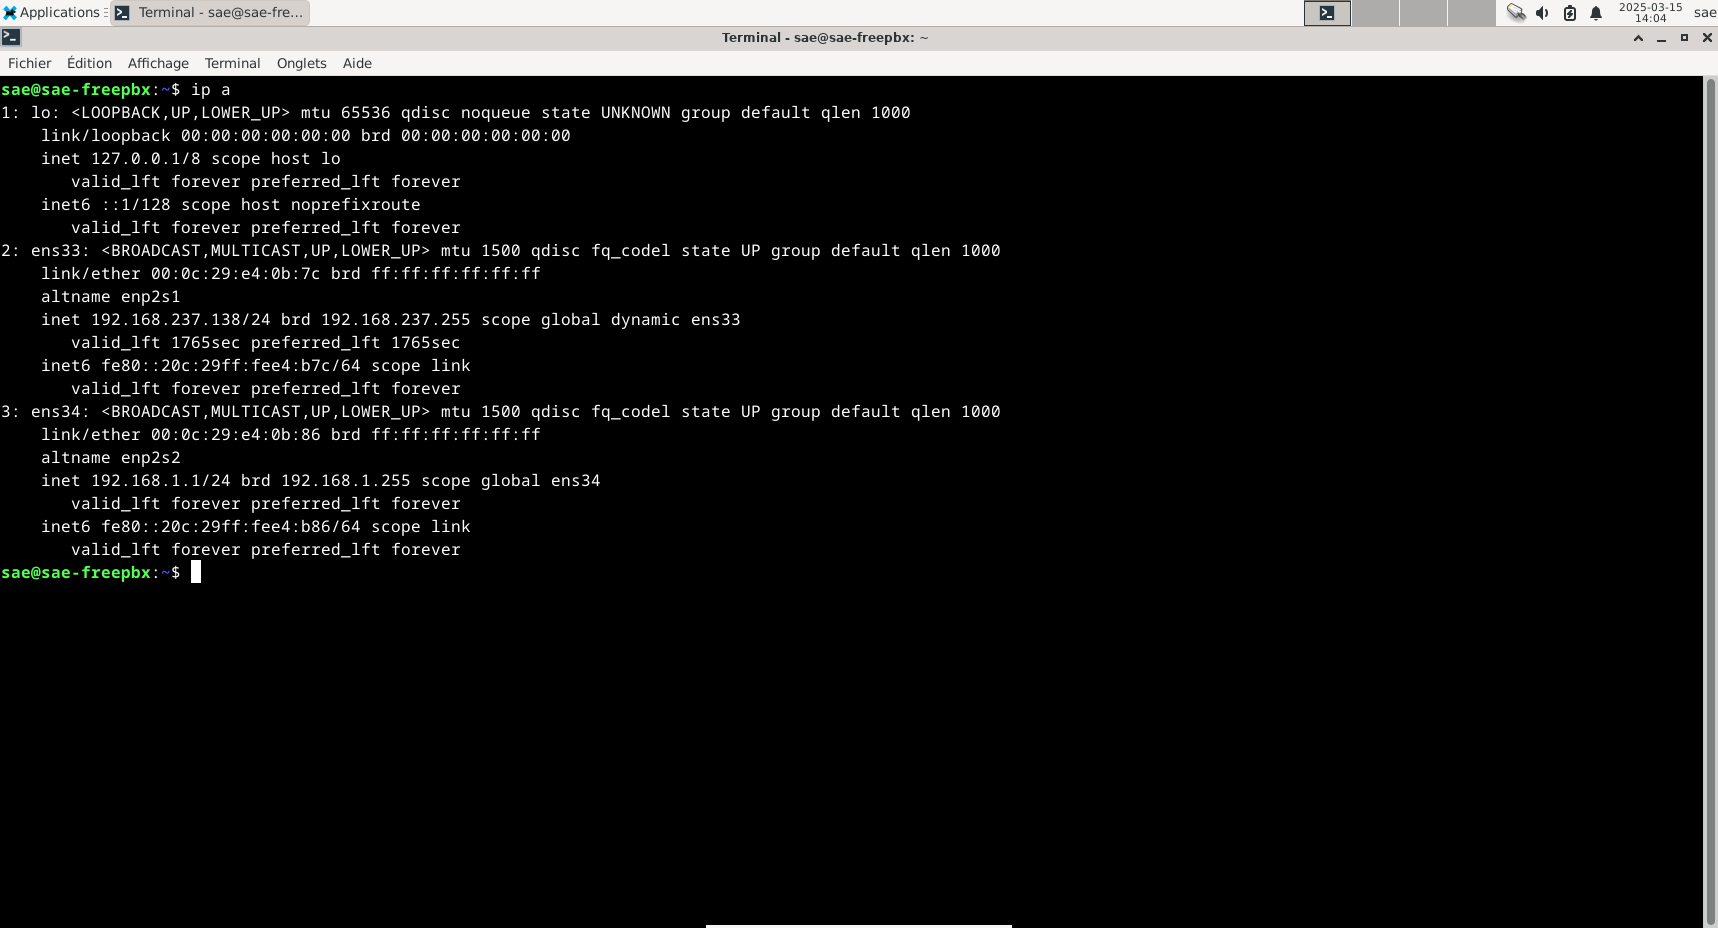 Applications
Terminal - sae@sae-fre...
2025-03-15
14:04
sae
Terminal - sae@sae-freepbx: ~
Fichier Édition Affichage Terminal Onglets Aide
sae@sae-freepbx:~$ ip a
1: lo: <LOOPBACK,UP,LOWER_UP> mtu 65536 qdisc noqueue state UNKNOWN group default qlen 1000
    link/loopback 00:00:00:00:00:00 brd 00:00:00:00:00:00
    inet 127.0.0.1/8 scope host lo
       valid_lft forever preferred_lft forever
    inet6 ::1/128 scope host noprefixroute
       valid_lft forever preferred_lft forever
2: ens33: <BROADCAST,MULTICAST,UP,LOWER_UP> mtu 1500 qdisc fq_codel state UP group default qlen 1000
    link/ether 00:0c:29:e4:0b:7c brd ff:ff:ff:ff:ff:ff
    altname enp2s1
    inet 192.168.237.138/24 brd 192.168.237.255 scope global dynamic ens33
       valid_lft 1765sec preferred_lft 1765sec
    inet6 fe80::20c:29ff:fee4:b7c/64 scope link
       valid_lft forever preferred_lft forever
3: ens34: <BROADCAST,MULTICAST,UP,LOWER_UP> mtu 1500 qdisc fq_codel state UP group default qlen 1000
    link/ether 00:0c:29:e4:0b:86 brd ff:ff:ff:ff:ff:ff
    altname enp2s2
    inet 192.168.1.1/24 brd 192.168.1.255 scope global ens34
       valid_lft forever preferred_lft forever
    inet6 fe80::20c:29ff:fee4:b86/64 scope link
       valid_lft forever preferred_lft forever
sae@sae-freepbx:~$